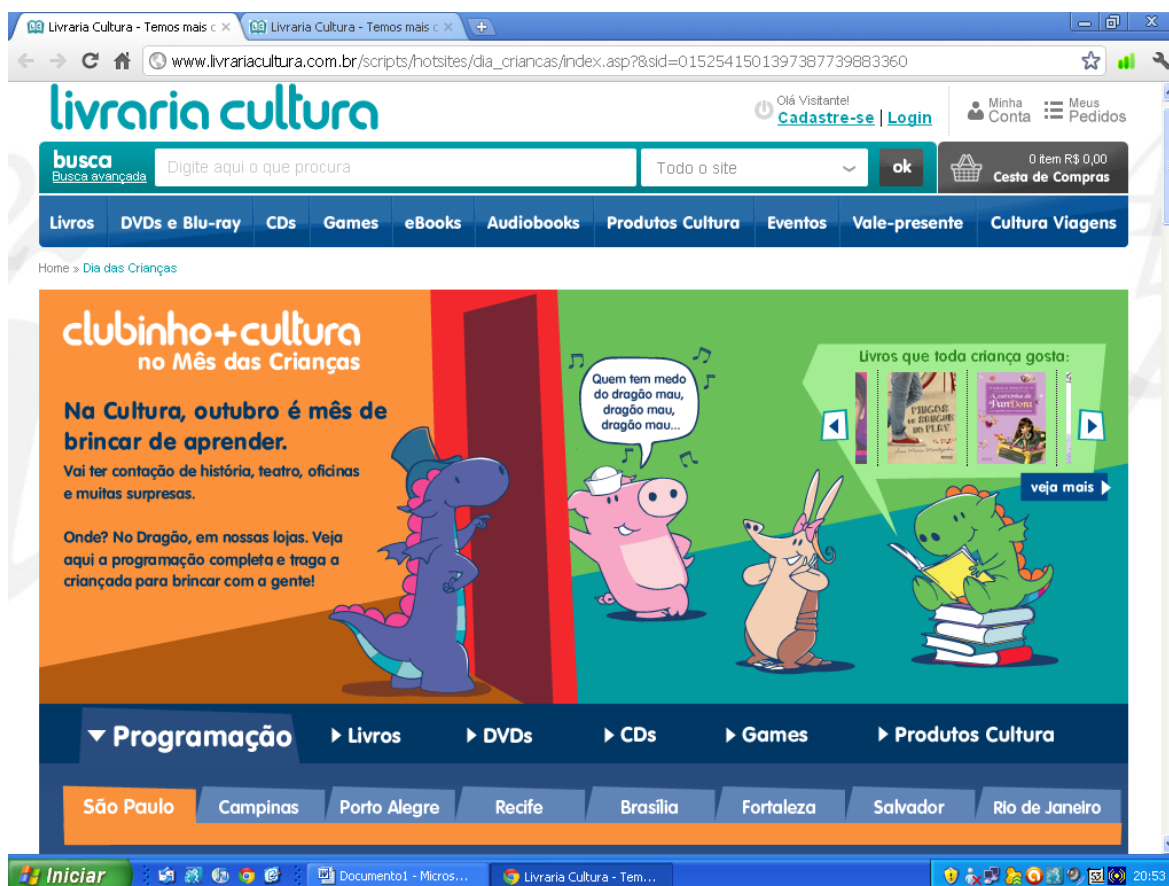 Livraria Cultura - Temos mais c
Livraria Cultura - Temos mais c
www.livrariacultura.com.br/scripts/hotsites/dia_criancas/index.asp?&sid=0152541501397387739883360
livraria cultura
Olá Visitante!
Cadastre-se | Login
Minha Conta
Meus Pedidos
busca
Busca avançada
Digite aqui o que procura
Todo o site
ok
0 item R$ 0,00
Cesta de Compras
Livros DVDs e Blu-ray CDs Games eBooks Audiobooks Produtos Cultura Eventos Vale-presente Cultura Viagens
Home » Dia das Crianças
clubinho+cultura
no Mês das Crianças
Na Cultura, outubro é mês de
brincar de aprender.
Vai ter contação de história, teatro, oficinas
e muitas surpresas.
Onde? No Dragão, em nossas lojas. Veja
aqui a programação completa e traga a
criançada para brincar com a gente!
Quem tem medo
do dragão mau,
dragão mau,
dragão mau...
Livros que toda criança gosta:
PINGOS
DE SANGUE
NO PLAY
veja mais
Programação Livros DVDs CDs Games Produtos Cultura
São Paulo Campinas Porto Alegre Recife Brasília Fortaleza Salvador Rio de Janeiro
Iniciar
Documento1 - Micros...
Livraria Cultura - Tem...
20:53